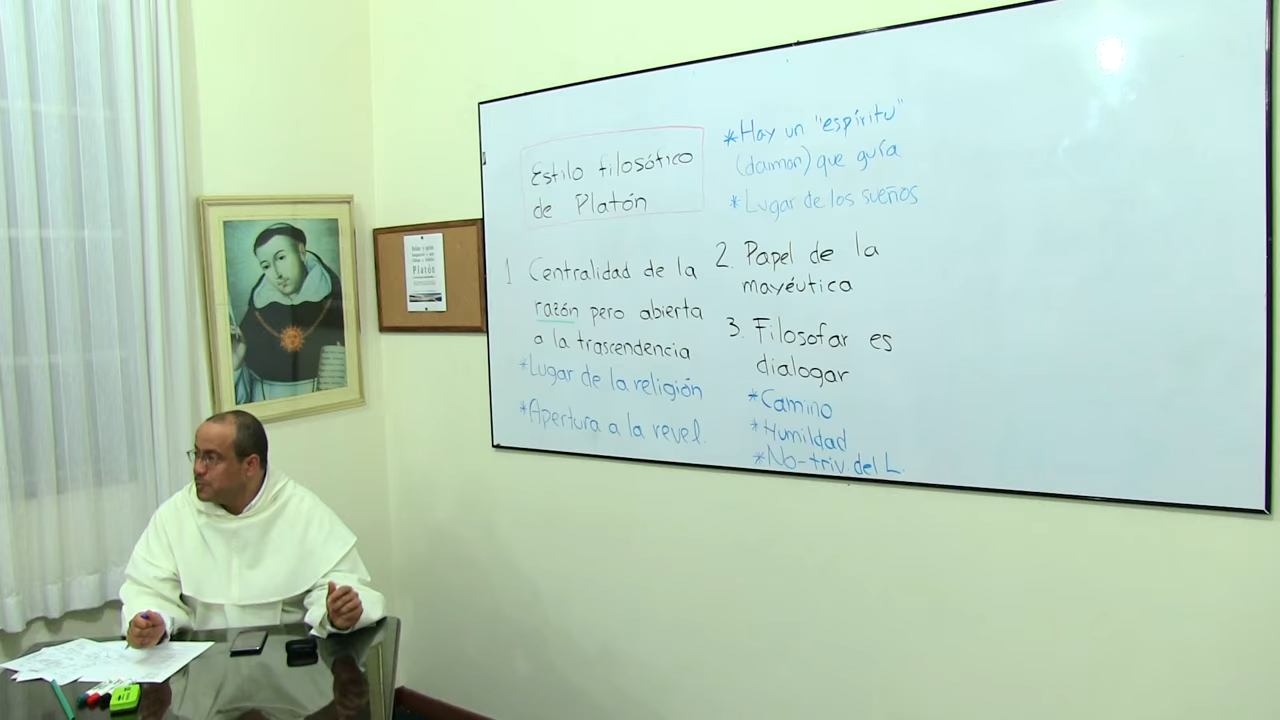 Estilo filosófico
de Platón
1 Centralidad de la
razón pero abierta
a la trascendencia
*Lugar de la religión
*Apertura a la revel.
*Hay un "espíritu"
(daimon) que guía
*Lugar de los sueños
2. Papel de la
mayéutica
3. Filosofar es
dialogar
*Camino
*Humildad
*No-triv. del L.
Platón